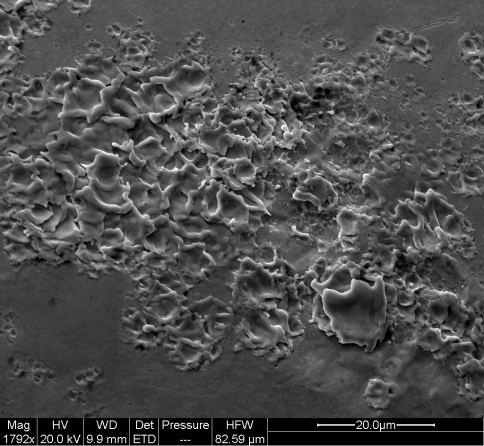 Mag HV WD Det Pressure HFW 20.0µm
1792x 20.0 kV 9.9 mm ETD --- 82.59 µm